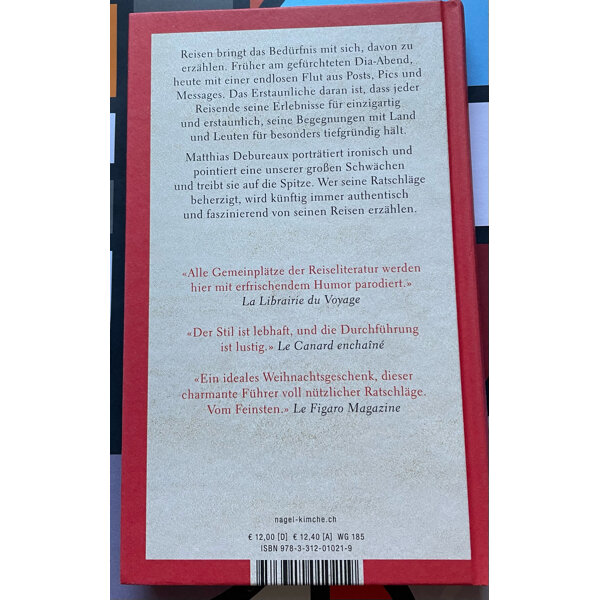 Reisen bringt das Bedürfnis mit sich, davon zu
erzählen. Früher am gefürchteten Dia-Abend,
heute mit einer endlosen Flut aus Posts, Pics und
Messages. Das Erstaunliche daran ist, dass jeder
Reisende seine Erlebnisse für einzigartig
und erstaunlich, seine Begegnungen mit Land
und Leuten für besonders tiefgründig hält.
Matthias Debureaux porträtiert ironisch und
pointiert eine unserer großen Schwächen
und treibt sie auf die Spitze. Wer seine Ratschläge
beherzigt, wird künftig immer authentisch
und faszinierend von seinen Reisen erzählen.
«Alle Gemeinplätze der Reiseliteratur werden
hier mit erfrischendem Humor parodiert.»
La Librairie du Voyage
«Der Stil ist lebhaft, und die Durchführung
ist lustig.» Le Canard enchaîné
«Ein ideales Weihnachtsgeschenk, dieser
charmante Führer voll nützlicher Ratschläge.
Vom Feinsten.» Le Figaro Magazine
nagel-kimche.ch
€ 12,00 [D] € 12,40 [A] WG 185
ISBN 978-3-312-01021-9